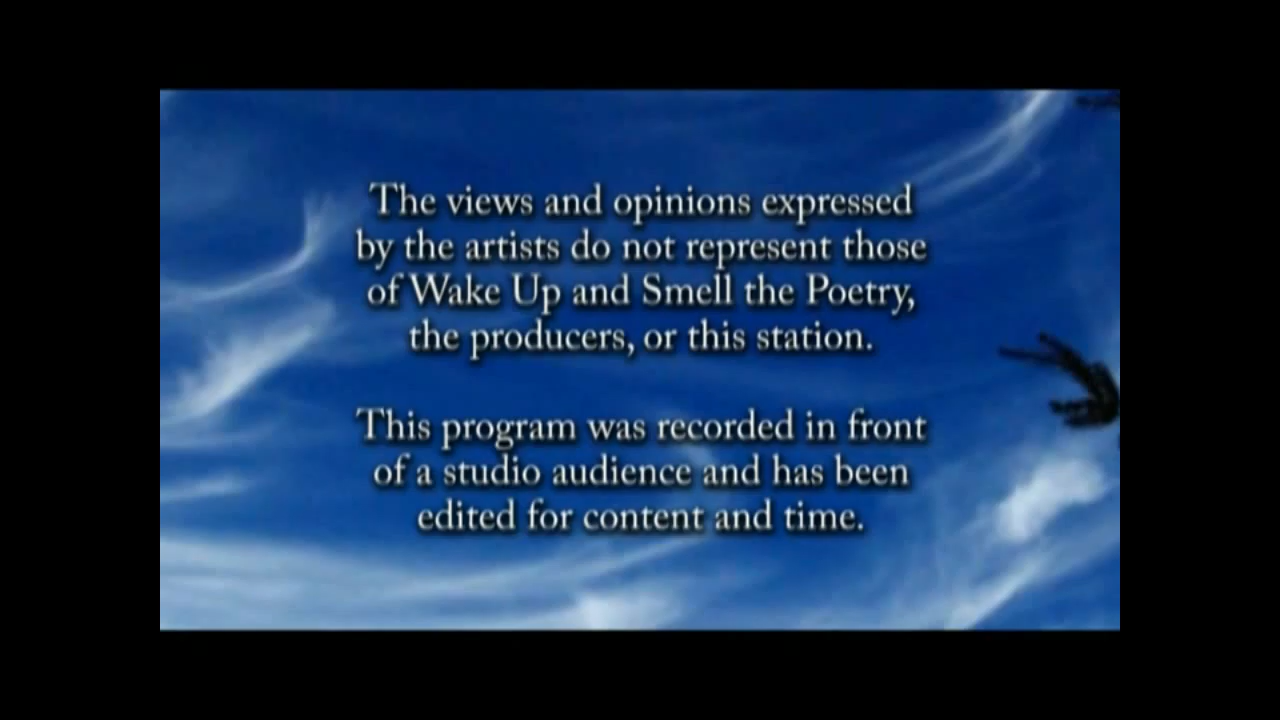 The views and opinions expressed
by the artists do not represent those
of Wake Up and Smell the Poetry,
the producers, or this station.
This program was recorded in front
of a studio audience and has been
edited for content and time.